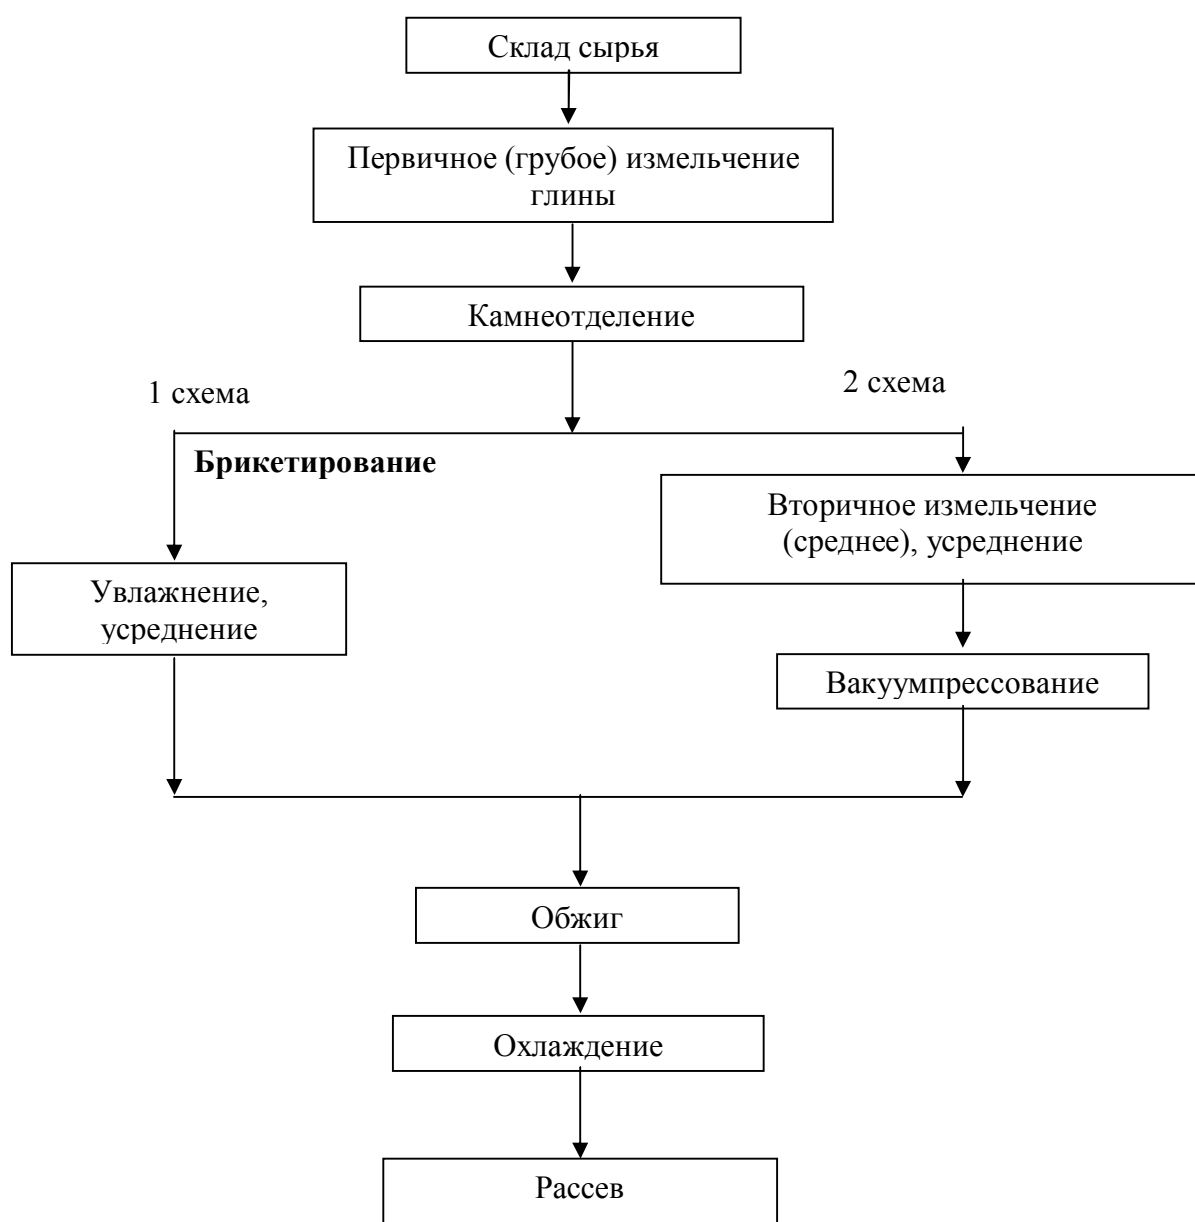 Склад сырья
Первичное (грубое) измельчение
глины
Камнеотделение
1 схема
2 схема
Брикетирование
Вторичное измельчение
(среднее), усреднение
Увлажнение,
усреднение
Вакуумпрессование
Обжиг
Охлаждение
Рассев